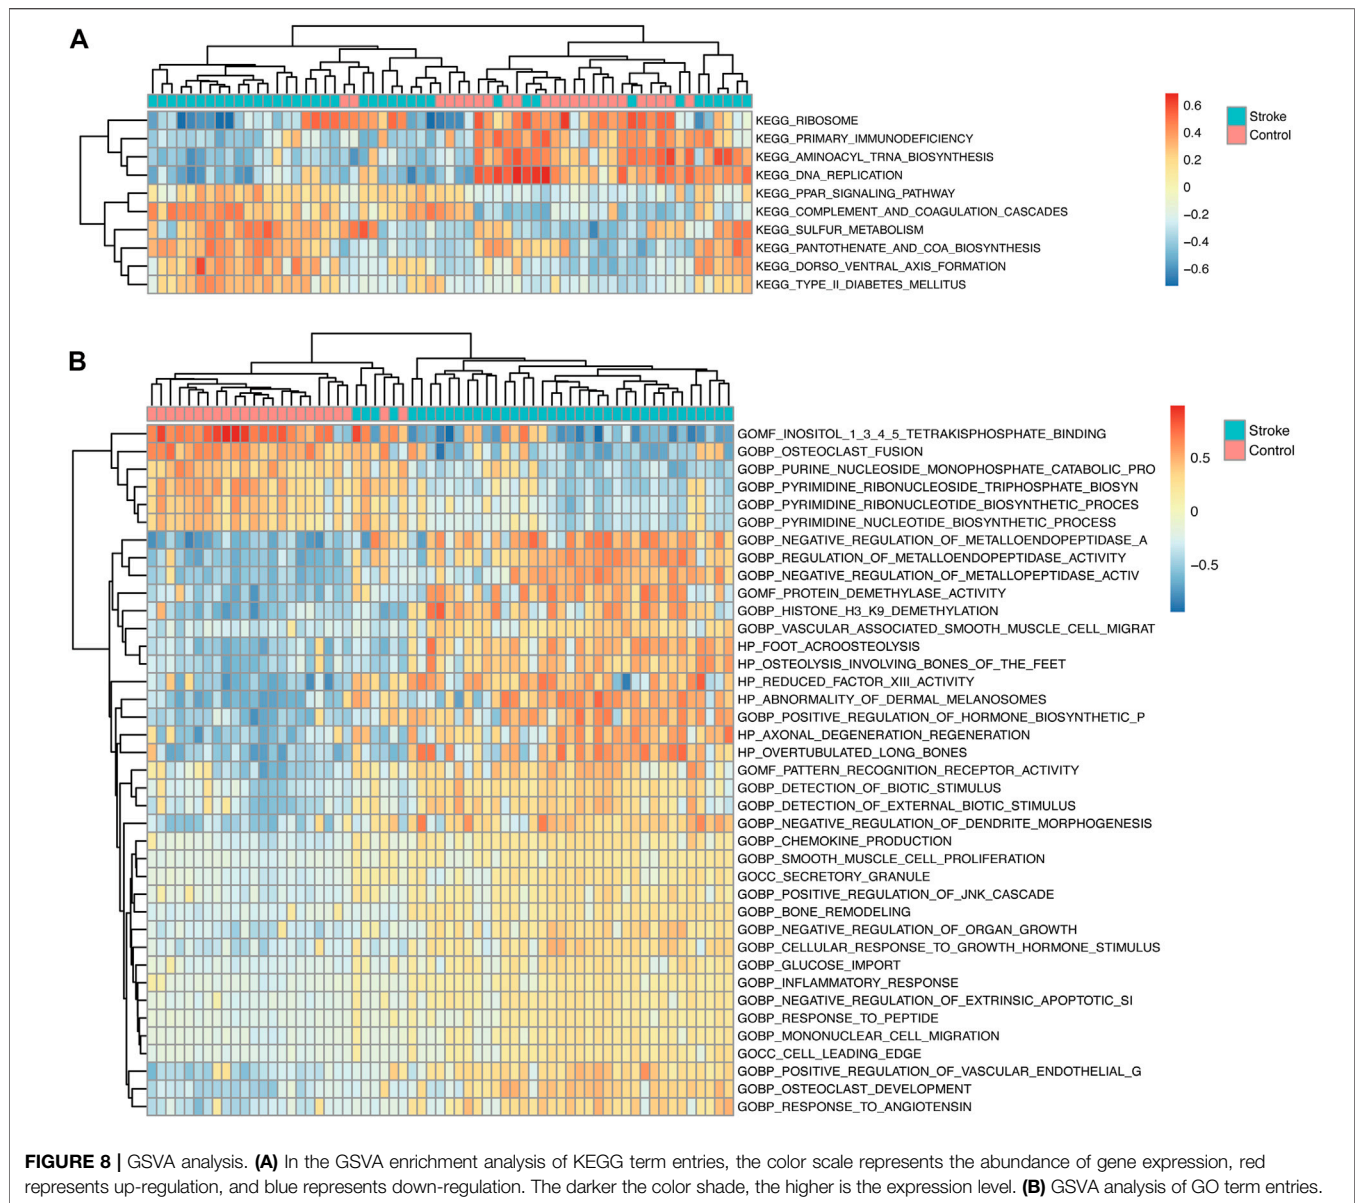 A
KEGG_RIBOSOME
KEGG_PRIMARY_IMMUNODEFICIENCY
KEGG_AMINOACYL_TRNA_BIOSYNTHESIS
KEGG_DNA_REPLICATION
KEGG_PPAR_SIGNALING_PATHWAY
KEGG_COMPLEMENT_AND_COAGULATION_CASCADES
KEGG_SULFUR_METABOLISM
KEGG_PANTOTHENATE_AND_COA_BIOSYNTHESIS
KEGG_DORSO_VENTRAL_AXIS_FORMATION
KEGG_TYPE_II_DIABETES_MELLITUS
0.6
0.4
0.2
0
−0.2
−0.4
−0.6
Stroke
Control
B
GOMF_INOSITOL_1_3_4_5_TETRAKISPHOSPHATE_BINDING
GOBP_OSTEOCLAST_FUSION
GOBP_PURINE_NUCLEOSIDE_MONOPHOSPHATE_CATABOLIC_PRO
GOBP_PYRIMIDINE_RIBONUCLEOSIDE_TRIPHOSPHATE_BIOSYN
GOBP_PYRIMIDINE_RIBONUCLEOTIDE_BIOSYNTHETIC_PROCES
GOBP_PYRIMIDINE_NUCLEOTIDE_BIOSYNTHETIC_PROCESS
GOBP_NEGATIVE_REGULATION_OF_METALLOENDOPEPTIDASE_A
GOBP_REGULATION_OF_METALLOENDOPEPTIDASE_ACTIVITY
GOBP_NEGATIVE_REGULATION_OF_METALLOPEPTIDASE_ACTIV
GOMF_PROTEIN_DEMETHYLASE_ACTIVITY
GOBP_HISTONE_H3_K9_DEMETHYLATION
GOBP_VASCULAR_ASSOCIATED_SMOOTH_MUSCLE_CELL_MIGRAT
HP_FOOT_ACROOSTEOLYSIS
HP_OSTEOLYSIS_INVOLVING_BONES_OF_THE_FEET
HP_REDUCED_FACTOR_XIII_ACTIVITY
HP_ABNORMALITY_OF_DERMAL_MELANOSOMES
GOBP_POSITIVE_REGULATION_OF_HORMONE_BIOSYNTHETIC_P
HP_AXONAL_DEGENERATION_REGENERATION
HP_OVERTUBULATED_LONG_BONES
GOMF_PATTERN_RECOGNITION_RECEPTOR_ACTIVITY
GOBP_DETECTION_OF_BIOTIC_STIMULUS
GOBP_DETECTION_OF_EXTERNAL_BIOTIC_STIMULUS
GOBP_NEGATIVE_REGULATION_OF_DENDRITE_MORPHOGENESIS
GOBP_CHEMOKINE_PRODUCTION
GOBP_SMOOTH_MUSCLE_CELL_PROLIFERATION
GOCC_SECRETORY_GRANULE
GOBP_POSITIVE_REGULATION_OF_JNK_CASCADE
GOBP_BONE_REMODELING
GOBP_NEGATIVE_REGULATION_OF_ORGAN_GROWTH
GOBP_CELLULAR_RESPONSE_TO_GROWTH_HORMONE_STIMULUS
GOBP_GLUCOSE_IMPORT
GOBP_INFLAMMATORY_RESPONSE
GOBP_NEGATIVE_REGULATION_OF_EXTRINSIC_APOPTOTIC_SI
GOBP_RESPONSE_TO_PEPTIDE
GOBP_MONONUCLEAR_CELL_MIGRATION
GOCC_CELL_LEADING_EDGE
GOBP_POSITIVE_REGULATION_OF_VASCULAR_ENDOTHELIAL_G
GOBP_OSTEOCLAST_DEVELOPMENT
GOBP_RESPONSE_TO_ANGIOTENSIN
0.5
0
−0.5
Stroke
Control
FIGURE 8 | GSVA analysis. (A) In the GSVA enrichment analysis of KEGG term entries, the color scale represents the abundance of gene expression, red
represents up-regulation, and blue represents down-regulation. The darker the color shade, the higher is the expression level. (B) GSVA analysis of GO term entries.